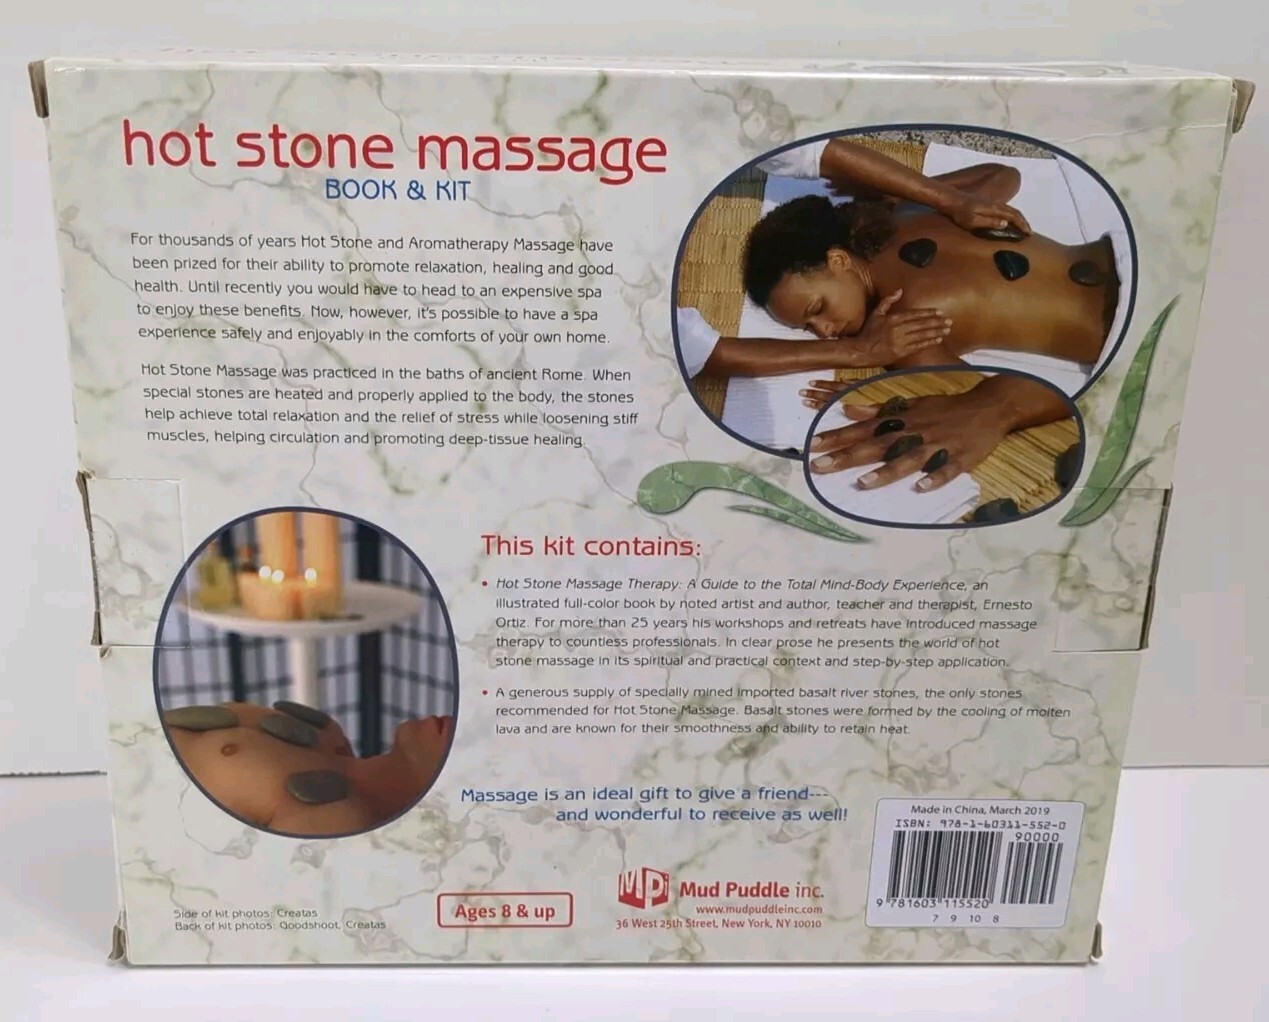 hot stone massage
BOOK & KIT
For thousands of years Hot Stone and Aromatherapy Massage have
been prized for their ability to promote relaxation, healing and good
health. Until recently you would have to head to an expensive spa
to enjoy these benefits. Now, however, it's possible to have a spa
experience safely and enjoyably in the comforts of your own home.
Hot Stone Massage was practiced in the baths of ancient Rome. When
special stones are heated and properly applied to the body, the stones
help achieve total relaxation and the relief of stress while loosening stiff
muscles, helping circulation and promoting deep-tissue healing.
This kit contains:
• Hot Stone Massage Therapy: A Guide to the Total Mind-Body Experience, an
illustrated full-color book by noted artist and author, teacher and therapist, Ernesto
Ortiz. For more than 25 years his workshops and retreats have introduced massage
therapy to countless professionals. In clear prose he presents the world of hot
stone massage in its spiritual and practical context and step-by-step application.
• A generous supply of specially mined imported basalt river stones, the only stones
recommended for Hot Stone Massage. Basalt stones were formed by the cooling of molten
lava and are known for their smoothness and ability to retain heat.
Massage is an ideal gift to give a friend---
and wonderful to receive as well!
Side of kit photos: Creatas
Back of kit photos: Goodshoot, Creatas
Ages 8 & up
MPi Mud Puddle inc.
www.mudpuddleinc.com
36 West 25th Street, New York, NY 10010
Made in China, March 2019
ISBN: 978-1-60311-552-0
90000
9 781603 115520
7 9 10 8